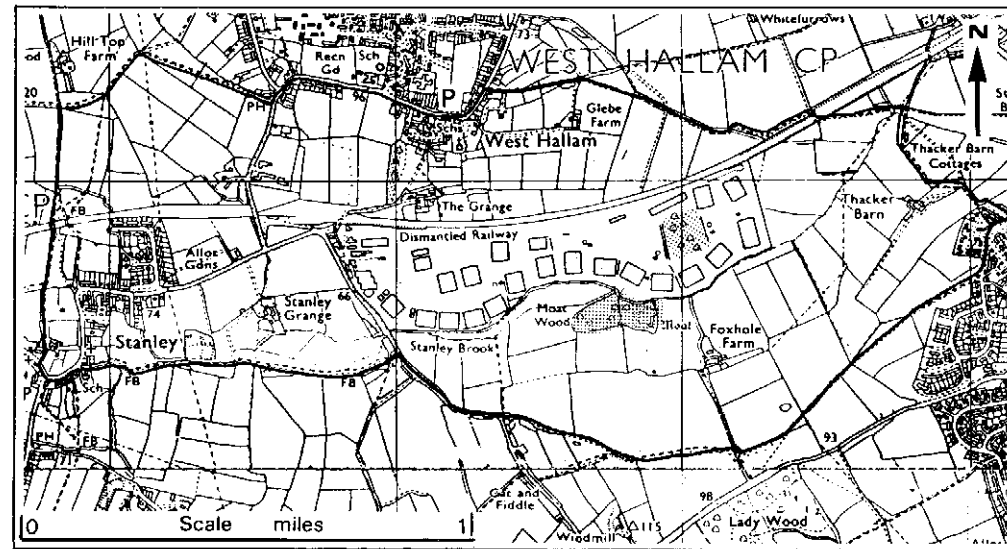 Whitefurrows
N
Hill Top
Farm
Recn
Gd
Sch
73
WEST HALLAM CP
20
PH
96
P
Glebe
Farm
Schs
West Hallam
Thacker Barn
Cottages
P
FB
The Grange
Thacker
Barn
Dismantled Railway
Allot
Gdns
66
Stanley
Grange
74
Moat
Wood
Moat
Stanley
Stanley Brook
Foxhole
Farm
Sch
FB
FB
P
PH
FB
71
93
Cat and
Fiddle
98
0 Scale miles 1
Windmill
115
Lady Wood